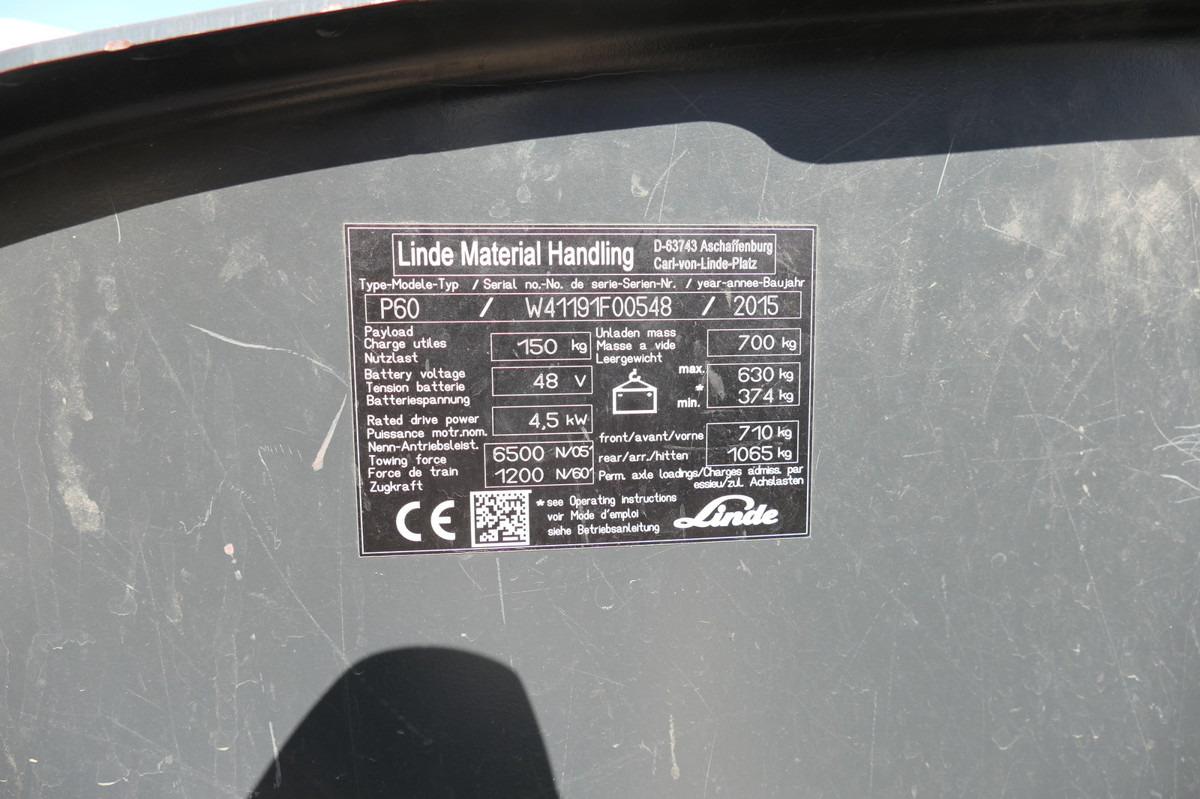 Linde Material Handling D-63743 Aschaffenburg
Carl-von-Linde-Platz
Type-Modele-Typ / Serial no.-No. de serie-Serien-Nr. / year-annee-Baujahr
P60 / W41191F00548 / 2015
Payload
Charge utiles
Nutzlast
150 kg
Unladen mass
Masse a vide
Leergewicht
700 kg
Battery voltage
Tension batterie
Batteriespannung
48 V
max. 630 kg
*
min. 374 kg
Rated drive power
Puissance motr.nom.
Nenn-Antriebsleist.
4,5 kW
front/avant/vorne 710 kg
rear/arr./hitten 1065 kg
Towing force
Force de train
Zugkraft
6500 N/05'
1200 N/60'
Perm. axle loadings/Charges admiss. par
essieu/zul. Achslasten
CE
*see Operating instructions
voir Mode d'emploi
siehe Betriebsanleitung
Linde